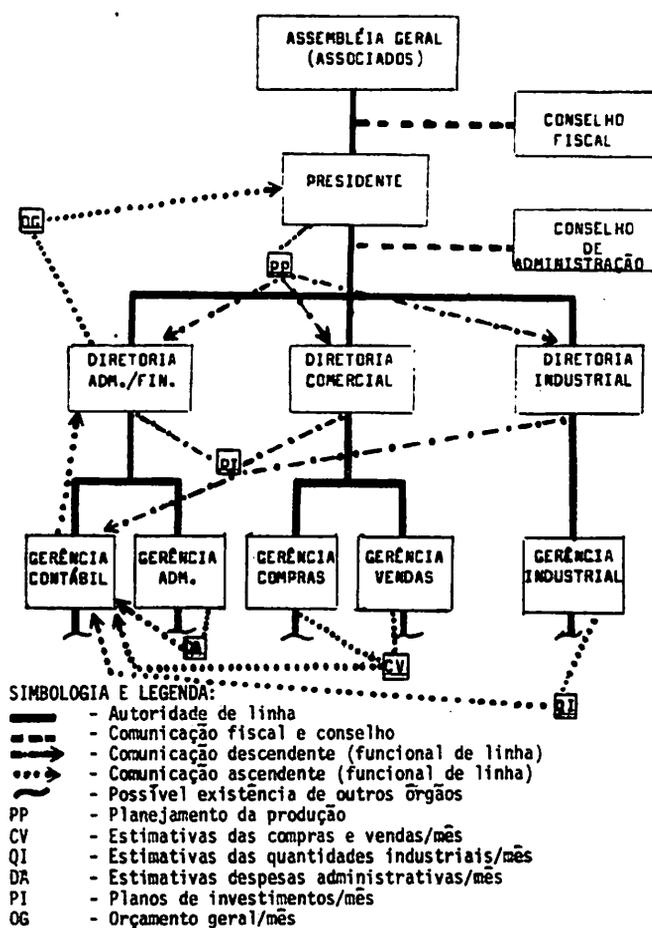 ASSEMBLÉIA GERAL
(ASSOCIADOS)
CONSELHO
FISCAL
PRESIDENTE
OG
CONSELHO
DE
ADMINISTRAÇÃO
PP
DIRETORIA
ADM./FIN.
DIRETORIA
COMERCIAL
DIRETORIA
INDUSTRIAL
PI
GERÊNCIA
CONTÁBIL
GERÊNCIA
ADM.
GERÊNCIA
COMPRAS
GERÊNCIA
VENDAS
GERÊNCIA
INDUSTRIAL
DA
CV
QI
SIMBOLOGIA E LEGENDA:
- Autoridade de linha
- Comunicação fiscal e conselho
- Comunicação descendente (funcional de linha)
- Comunicação ascendente (funcional de linha)
- Possível existência de outros órgãos
PP - Planejamento da produção
CV - Estimativas das compras e vendas/mês
QI - Estimativas das quantidades industriais/mês
DA - Estimativas despesas administrativas/mês
PI - Planos de investimentos/mês
OG - Orçamento geral/mês